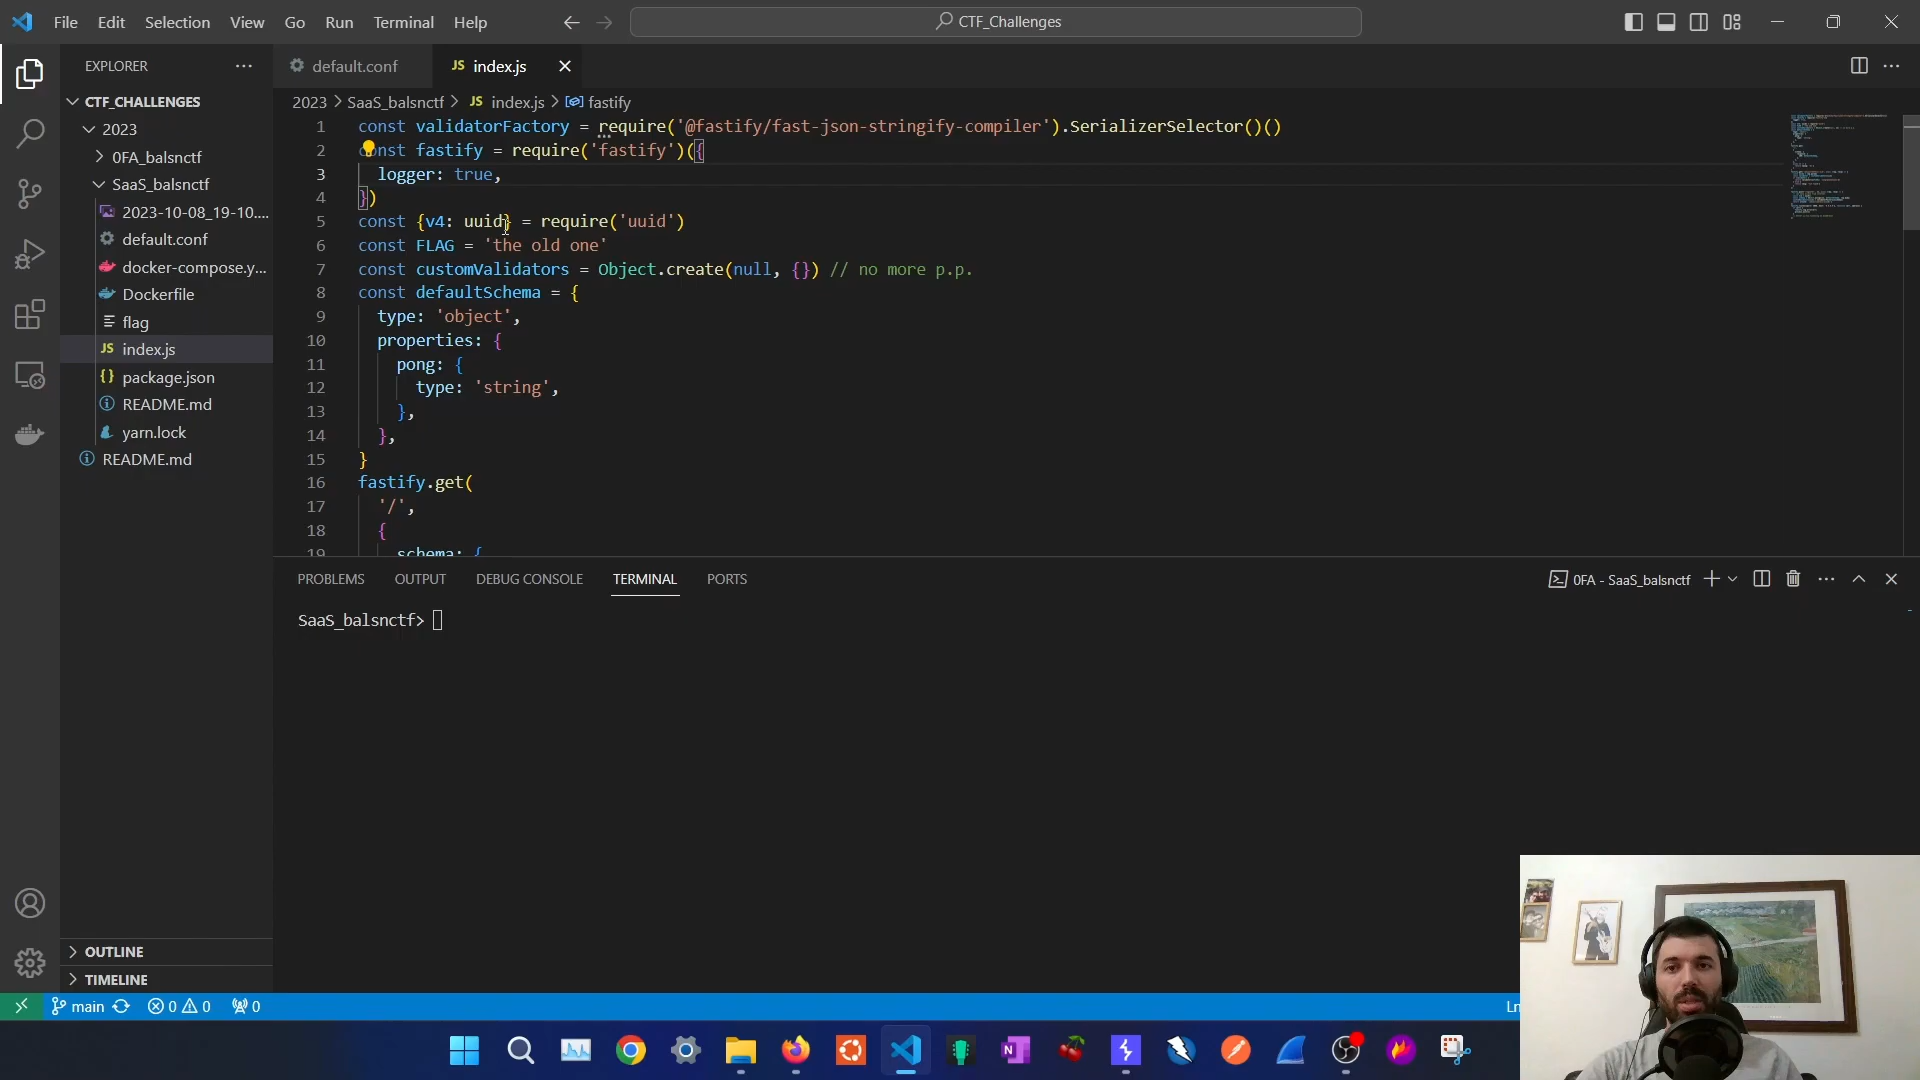 File Edit Selection View Go Run Terminal Help
CTF_Challenges
EXPLORER
CTF_CHALLENGES
2023
0FA_balsnctf
SaaS_balsnctf
2023-10-08_19-10....
default.conf
docker-compose.y...
Dockerfile
flag
JS index.js
package.json
README.md
yarn.lock
README.md
OUTLINE
TIMELINE
default.conf
JS index.js
2023 > SaaS_balsnctf > JS index.js > fastify
1 const validatorFactory = require('@fastify/fast-json-stringify-compiler').SerializerSelector()()
2 const fastify = require('fastify')({
3 logger: true,
4 })
5 const {v4: uuid} = require('uuid')
6 const FLAG = 'the old one'
7 const customValidators = Object.create(null, {}) // no more p.p.
8 const defaultSchema = {
9 type: 'object',
10 properties: {
11 pong: {
12 type: 'string',
13 },
14 },
15 }
16 fastify.get(
17 '/',
18 {
19 schema: {
PROBLEMS OUTPUT DEBUG CONSOLE TERMINAL PORTS
0FA - SaaS_balsnctf
SaaS_balsnctf>
main 0 0 0
Ln